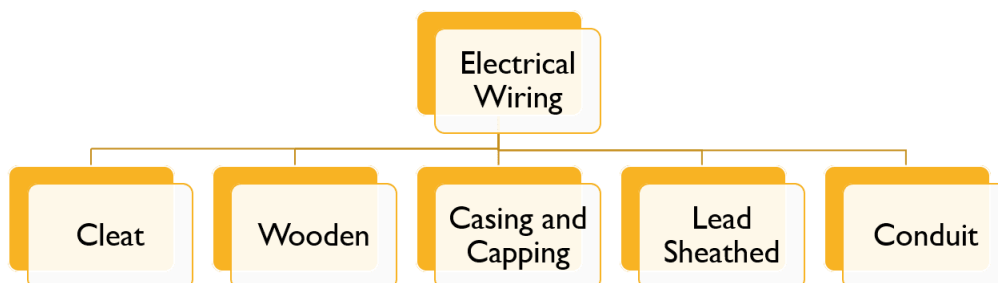 Electrical
Wiring
Cleat
Wooden
Casing and
Capping
Lead
Sheathed
Conduit